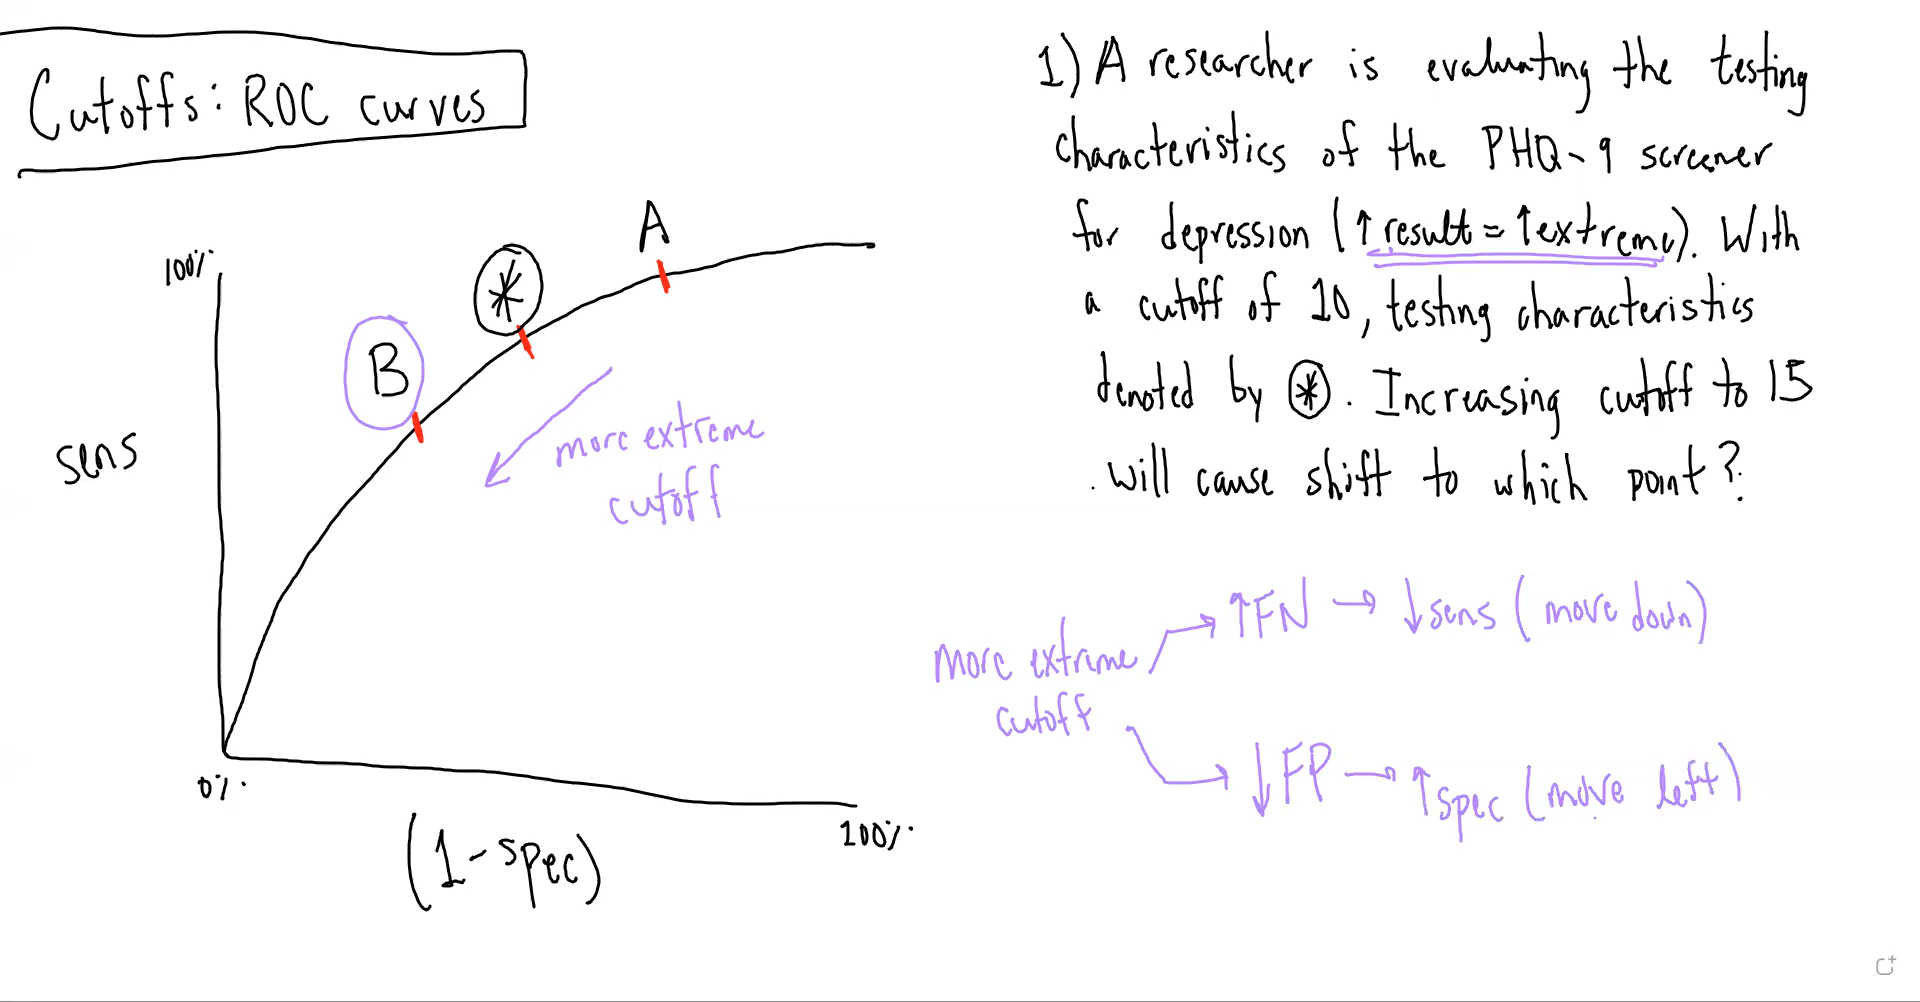 Cutoffs: ROC curves
1) A researcher is evaluating the testing
characteristics of the PHQ-9 screener
for depression (↑ result = ↑ extreme). With
a cutoff of 10, testing characteristics
denoted by *. Increasing cutoff to 15
will cause shift to which point?
A
*
B
100%
sens
more extreme
cutoff
0%
100%
(1-spec)
more extreme
cutoff
↑FN → ↓sens (move down)
↓FP → ↑spec (move left)